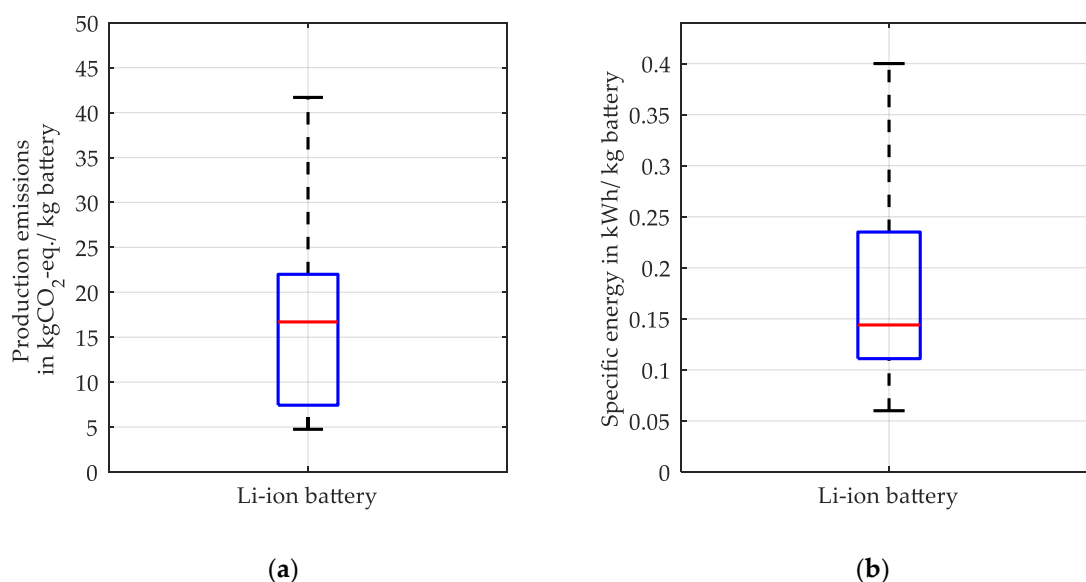 Production emissions
in kgCO2-eq./ kg battery
50
45
40
35
30
25
20
15
10
5
0
Li-ion battery
(a)
Specific energy in kWh/ kg battery
0.4
0.35
0.3
0.25
0.2
0.15
0.1
0.05
0
Li-ion battery
(b)